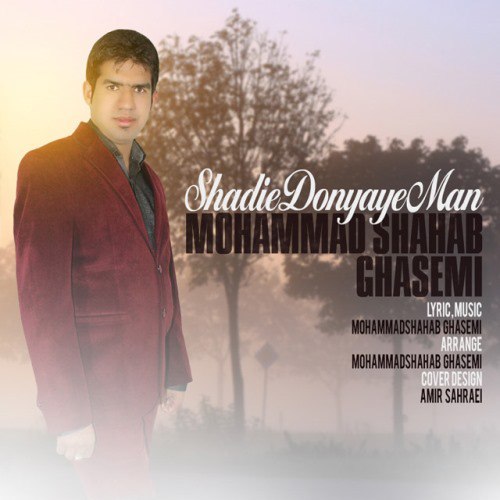 Shadie Donyaye Man
MOHAMMAD SHAHAB
GHASEMI
LYRIC,MUSIC
MOHAMMADSHAHAB GHASEMI
ARRANGE
MOHAMMADSHAHAB GHASEMI
COVER DESIGN
AMIR SAHRAEI